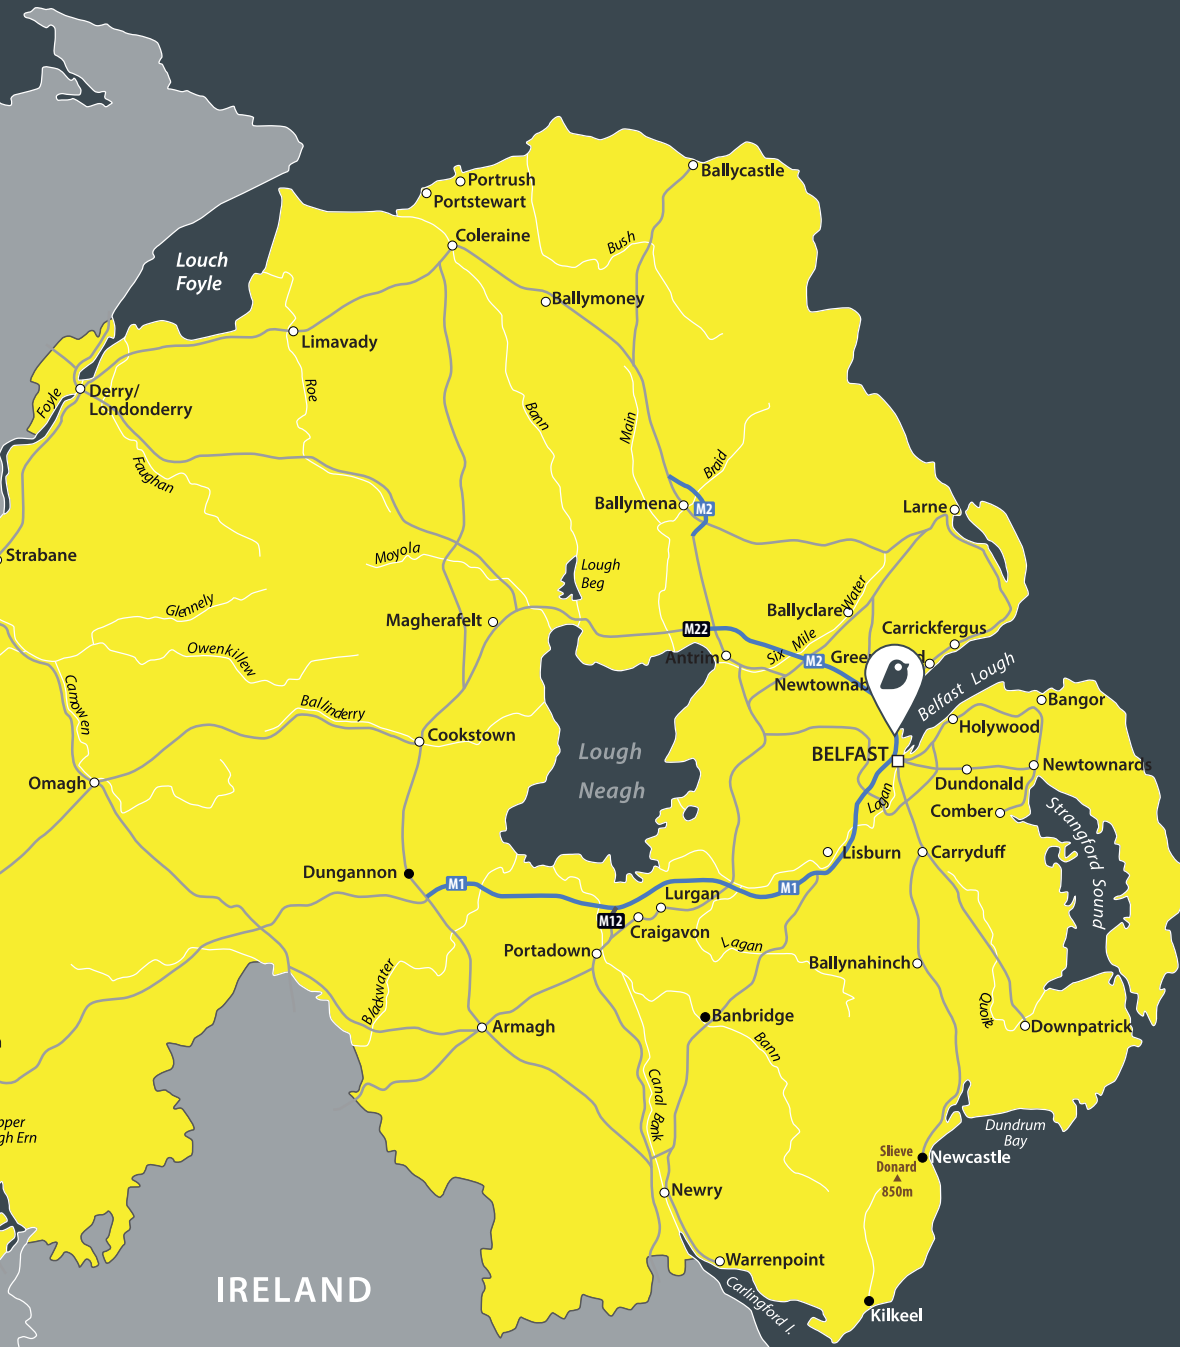 Portrush
Portstewart
Ballycastle
Coleraine
Bush
Louch
Foyle
Ballymoney
Limavady
Roe
Derry/
Londonderry
Foyle
Bann
Main
Braid
Faughan
Ballymena
M2
Larne
Strabane
Moyola
Lough
Beg
Glennely
Magherafelt
Ballyclare
Water
M22
Carrickfergus
Owenkillew
Antrim
Six Mile
M2
Newtownab
Belfast Lough
Camowen
Ballinderry
Bangor
Cookstown
Holywood
Lough
Neagh
BELFAST
Newtownards
Omagh
Dundonald
Lagan
Comber
Strangford Sound
Lisburn
Carryduff
Dungannon
M1
M1
Lurgan
M12
Craigavon
Portadown
Lagan
Ballynahinch
Blackwater
Quoile
Armagh
Banbridge
Downpatrick
Bann
Canal Bank
Dundrum
Bay
Slieve
Donard
850m
Newcastle
Newry
Warrenpoint
IRELAND
Carlingford l.
Kilkeel